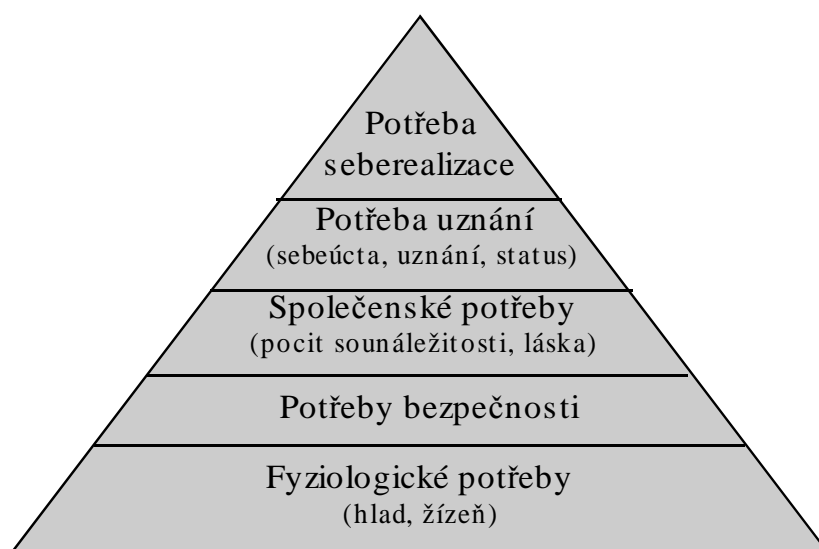 Potřeba
seberealizace
Potřeba uznání
(sebeúcta, uznání, status)
Společenské potřeby
(pocit sounáležitosti, láska)
Potřeby bezpečnosti
Fyziologické potřeby
(hlad, žízeň)